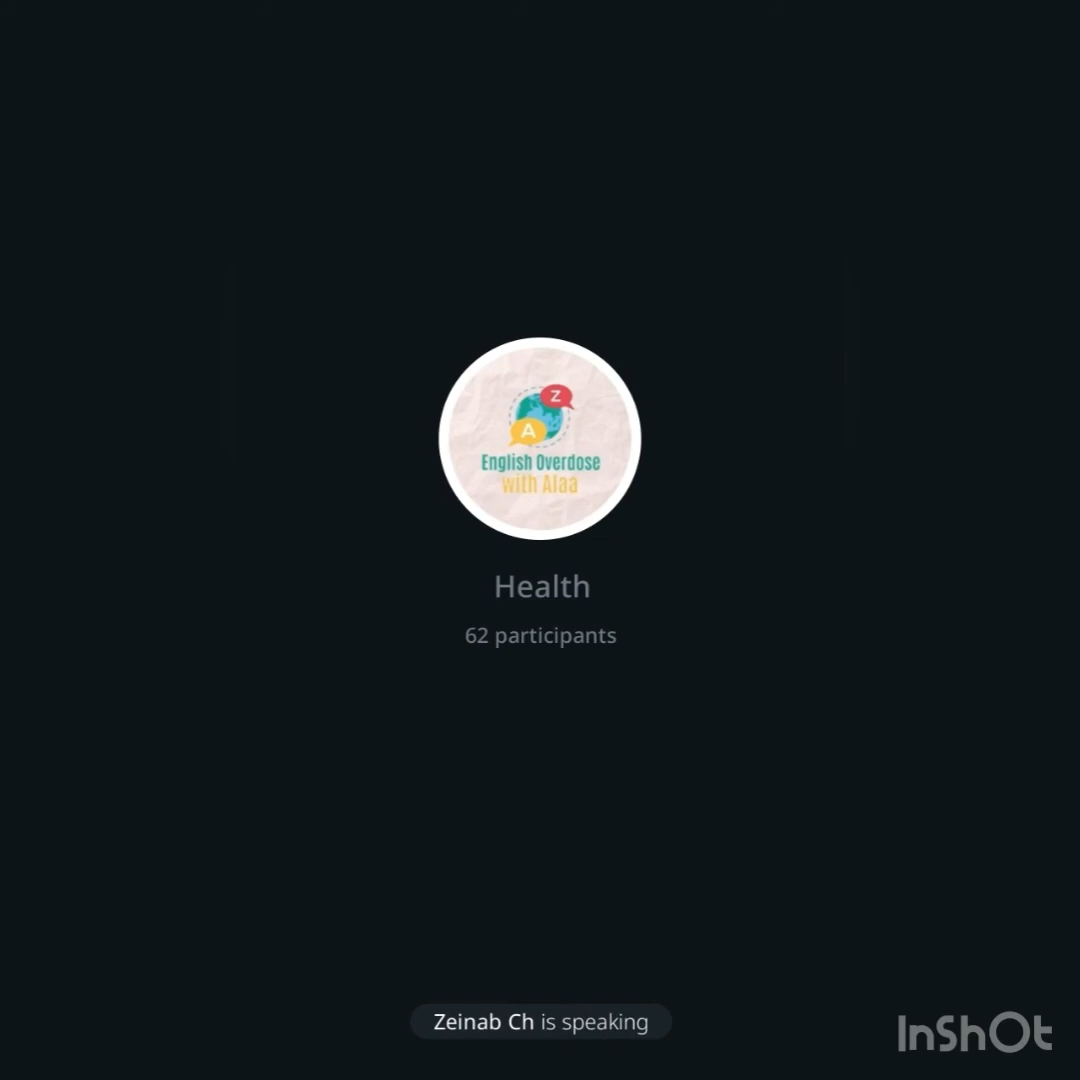 Z
A
English Overdose
with Alaa
Health
62 participants
Zeinab Ch is speaking
InShOt